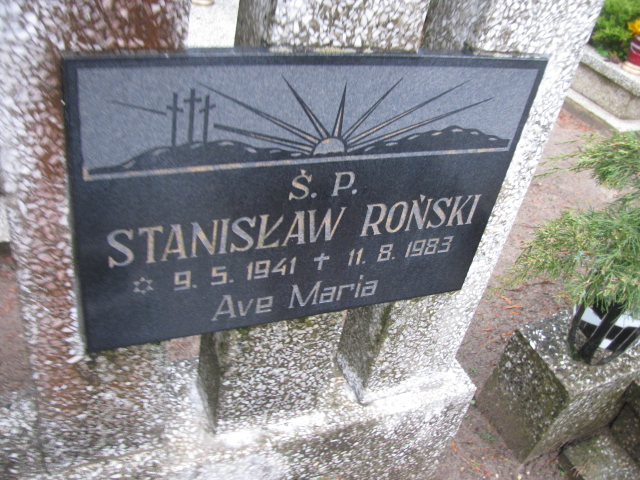 Ś. P.
STANISŁAW ROŃSKI
✡ 9. 5. 1941 ✝ 11. 8. 1983
Ave Maria